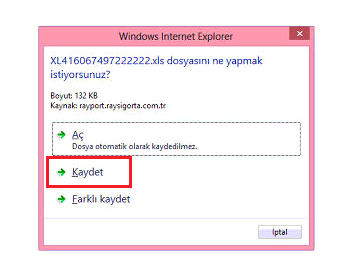 Windows Internet Explorer
XL416067497222222.xls dosyasını ne yapmak
istiyorsunuz?
Boyut: 132 KB
Kaynak: rayport.raysigorta.com.tr
Aç
Dosya otomatik olarak kaydedilmez.
Kaydet
Farklı kaydet
İptal